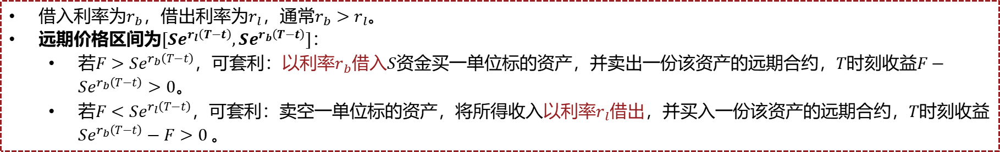 • 借入利率为$r_b$，借出利率为$r_l$，通常$r_b > r_l$。
• 远期价格区间为$[Se^{r_l(T-t)}, Se^{r_b(T-t)}]$：
• 若$F > Se^{r_b(T-t)}$，可套利：以利率$r_b$借入$S$资金买一单位标的资产，并卖出一份该资产的远期合约，$T$时刻收益$F -$
$Se^{r_b(T-t)} > 0$。
• 若$F < Se^{r_l(T-t)}$，可套利：卖空一单位标的资产，将所得收入以利率$r_l$借出，并买入一份该资产的远期合约，$T$时刻收益
$Se^{r_b(T-t)} - F > 0$ 。